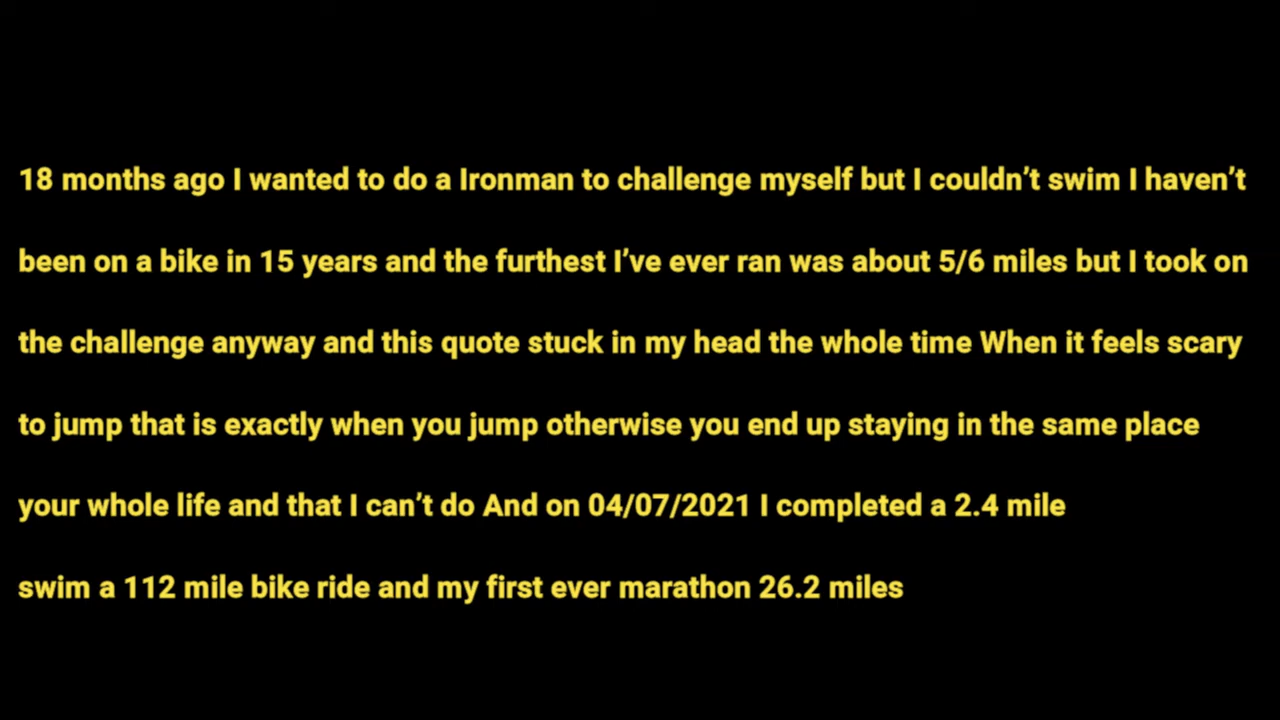 18 months ago I wanted to do a Ironman to challenge myself but I couldn’t swim I haven’t
been on a bike in 15 years and the furthest I’ve ever ran was about 5/6 miles but I took on
the challenge anyway and this quote stuck in my head the whole time When it feels scary
to jump that is exactly when you jump otherwise you end up staying in the same place
your whole life and that I can’t do And on 04/07/2021 I completed a 2.4 mile
swim a 112 mile bike ride and my first ever marathon 26.2 miles